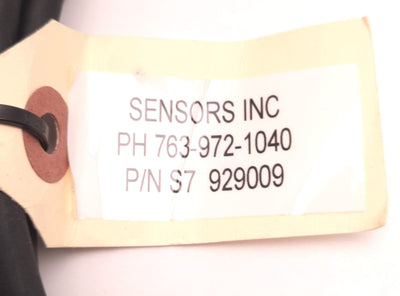 SENSORS INC
PH 763-972-1040
P/N S7 929009